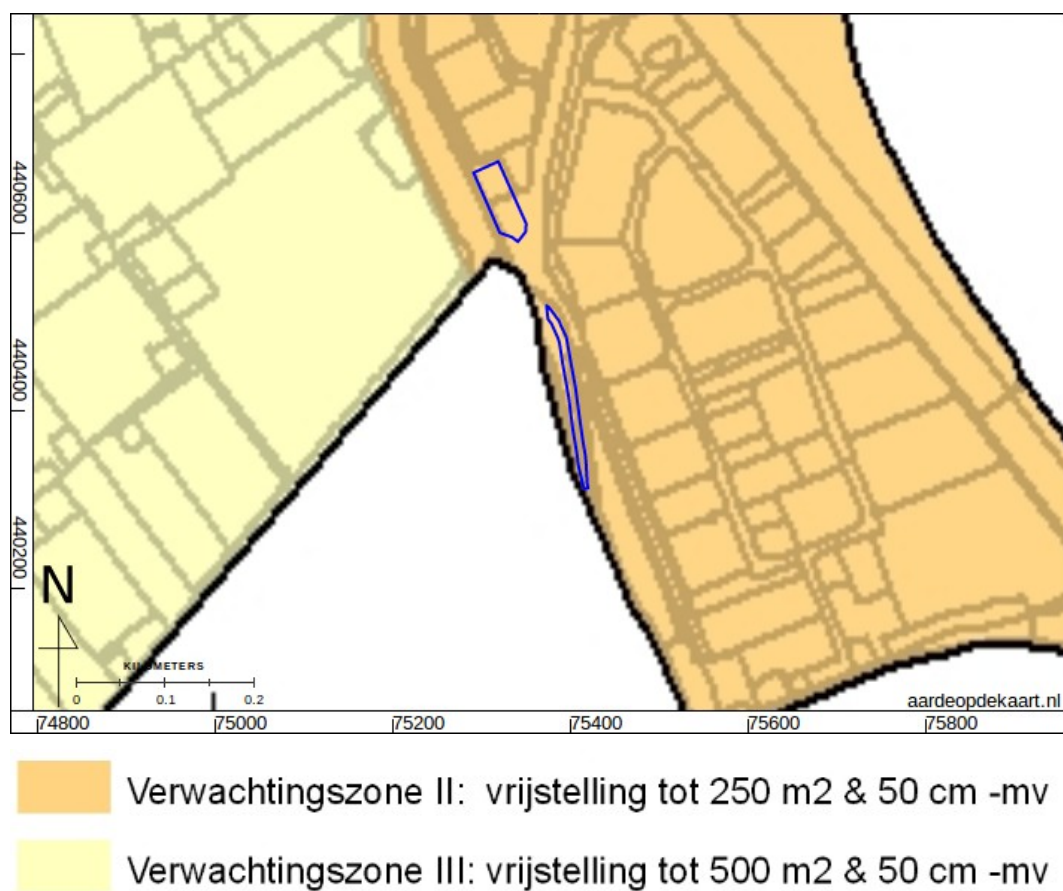 440600
440400
440200
N
KILOMETERS
0 0.1 0.2
aardeopdekaart.nl
74800 75000 75200 75400 75600 75800
Verwachtingszone II: vrijstelling tot 250 m2 & 50 cm -mv
Verwachtingszone III: vrijstelling tot 500 m2 & 50 cm -mv